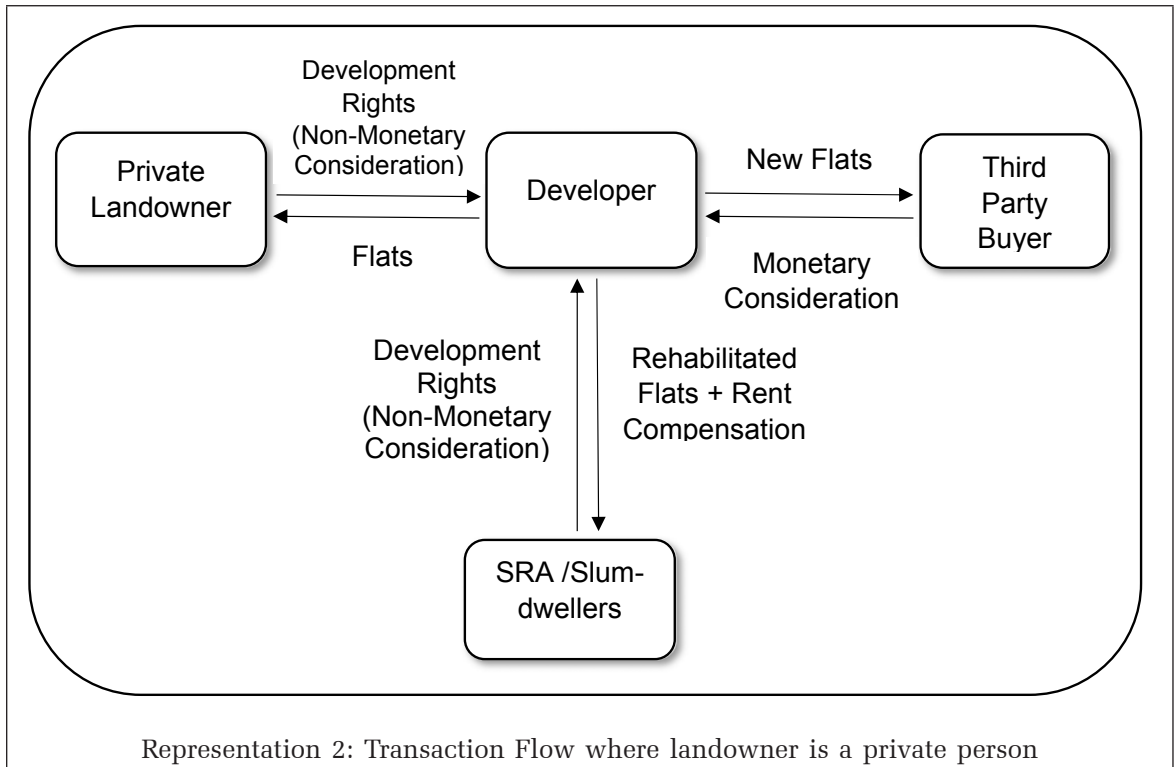 Development
Rights
(Non-Monetary
Consideration)
Private
Landowner
Developer
New Flats
Third
Party
Buyer
Flats
Monetary
Consideration
Development
Rights
(Non-Monetary
Consideration)
Rehabilitated
Flats + Rent
Compensation
SRA /Slum-
dwellers
Representation 2: Transaction Flow where landowner is a private person